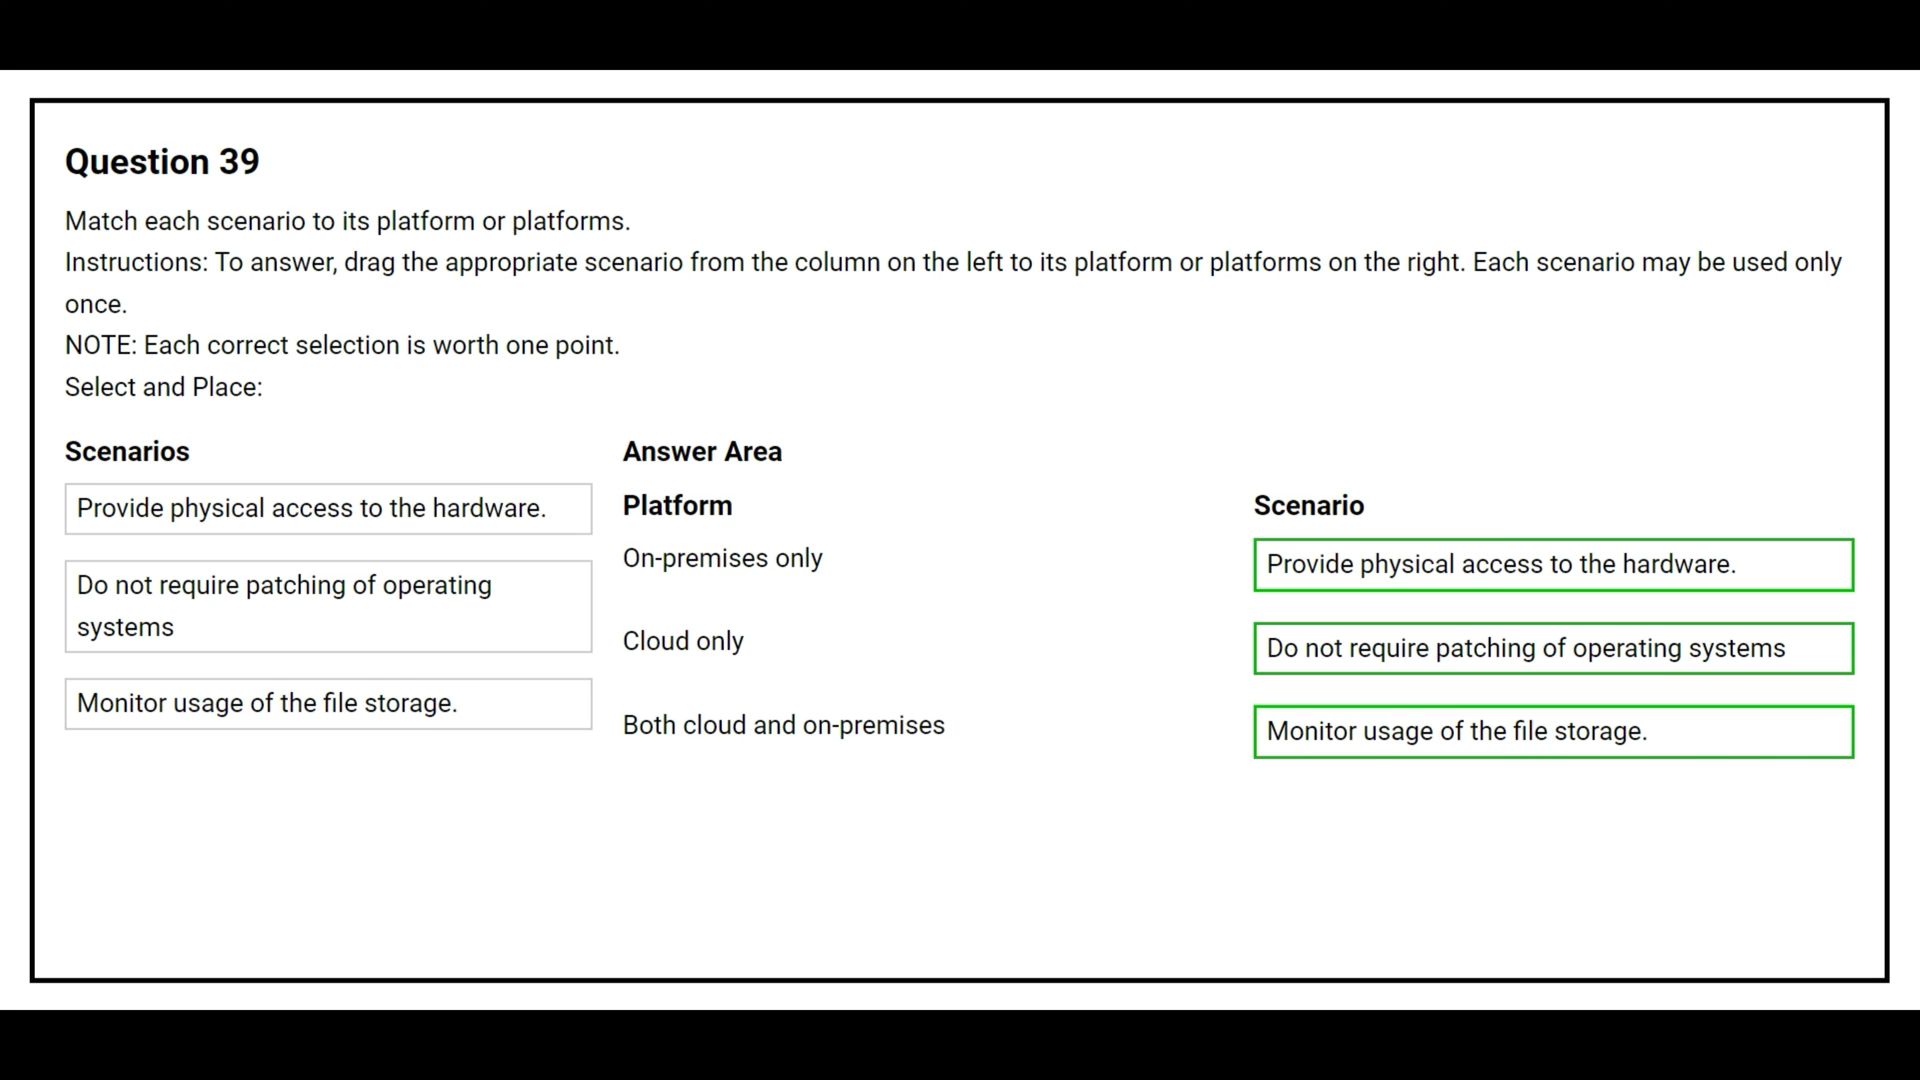 Question 39
Match each scenario to its platform or platforms.
Instructions: To answer, drag the appropriate scenario from the column on the left to its platform or platforms on the right. Each scenario may be used only
once.
NOTE: Each correct selection is worth one point.
Select and Place:
Scenarios
Provide physical access to the hardware.
Do not require patching of operating
systems
Monitor usage of the file storage.
Answer Area
Platform
On-premises only
Cloud only
Both cloud and on-premises
Scenario
Provide physical access to the hardware.
Do not require patching of operating systems
Monitor usage of the file storage.